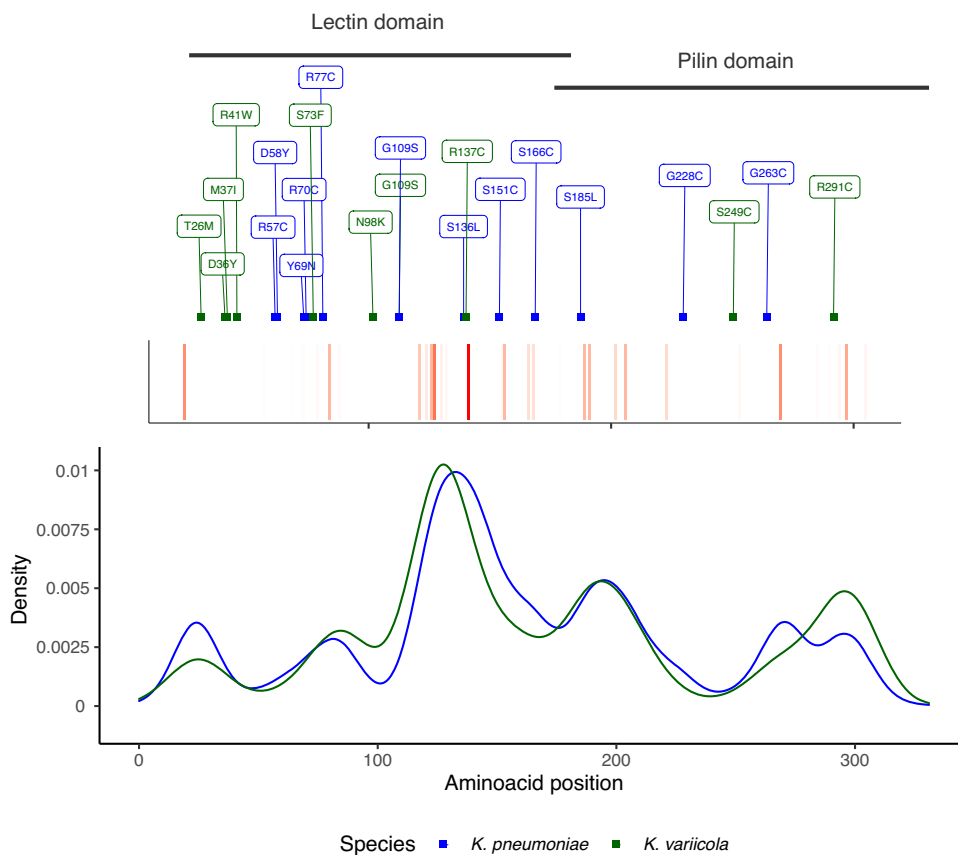 Lectin domain
Pilin domain
R77C
R41W
S73F
D58Y
G109S
R137C
S166C
M37I
R70C
G109S
S151C
S185L
G228C
G263C
R291C
T26M
R57C
N98K
S136L
S249C
D36Y
Y69N
0.01
0.0075
0.005
0.0025
0
Density
0
100
200
300
Aminoacid position
Species
K. pneumoniae
K. variicola